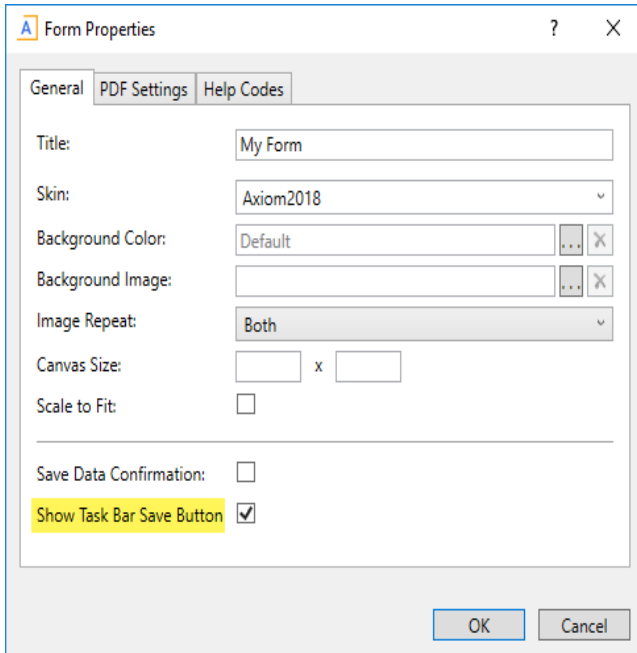 A Form Properties ? X
General PDF Settings Help Codes
Title: My Form
Skin: Axiom2018
Background Color: Default ...
Background Image: ...
Image Repeat: Both
Canvas Size: x
Scale to Fit:
Save Data Confirmation:
Show Task Bar Save Button
OK Cancel